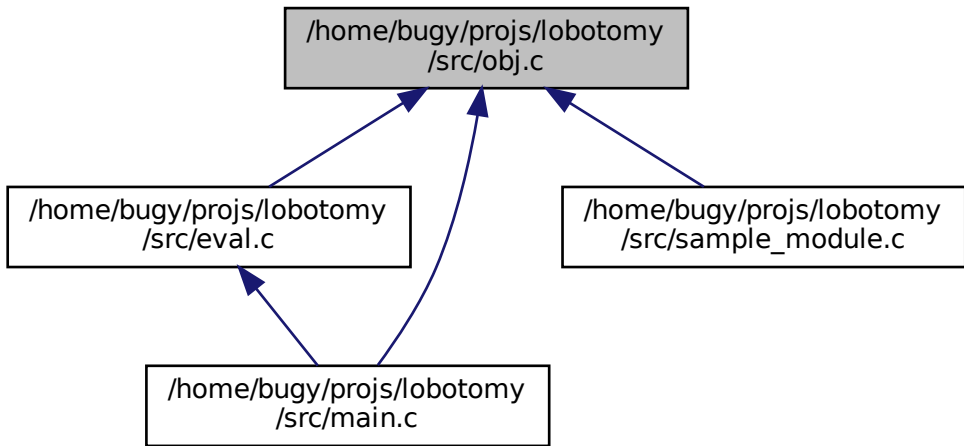 /home/bugy/projs/lobotomy
/src/obj.c
/home/bugy/projs/lobotomy
/src/eval.c
/home/bugy/projs/lobotomy
/src/sample_module.c
/home/bugy/projs/lobotomy
/src/main.c